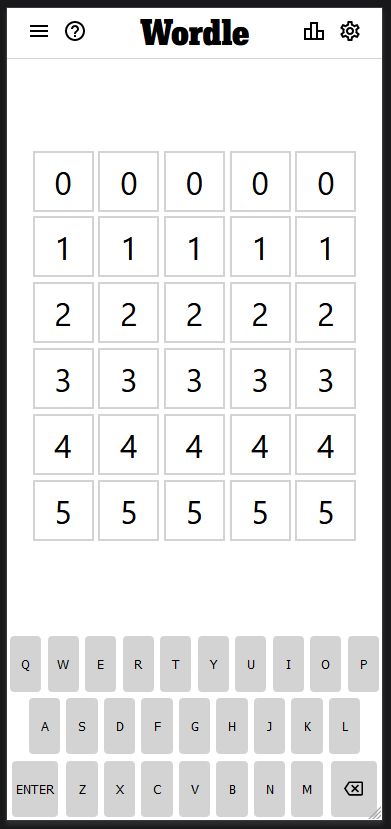 Wordle
0 0 0 0 0
1 1 1 1 1
2 2 2 2 2
3 3 3 3 3
4 4 4 4 4
5 5 5 5 5
Q W E R T Y U I O P
A S D F G H J K L
ENTER Z X C V B N M